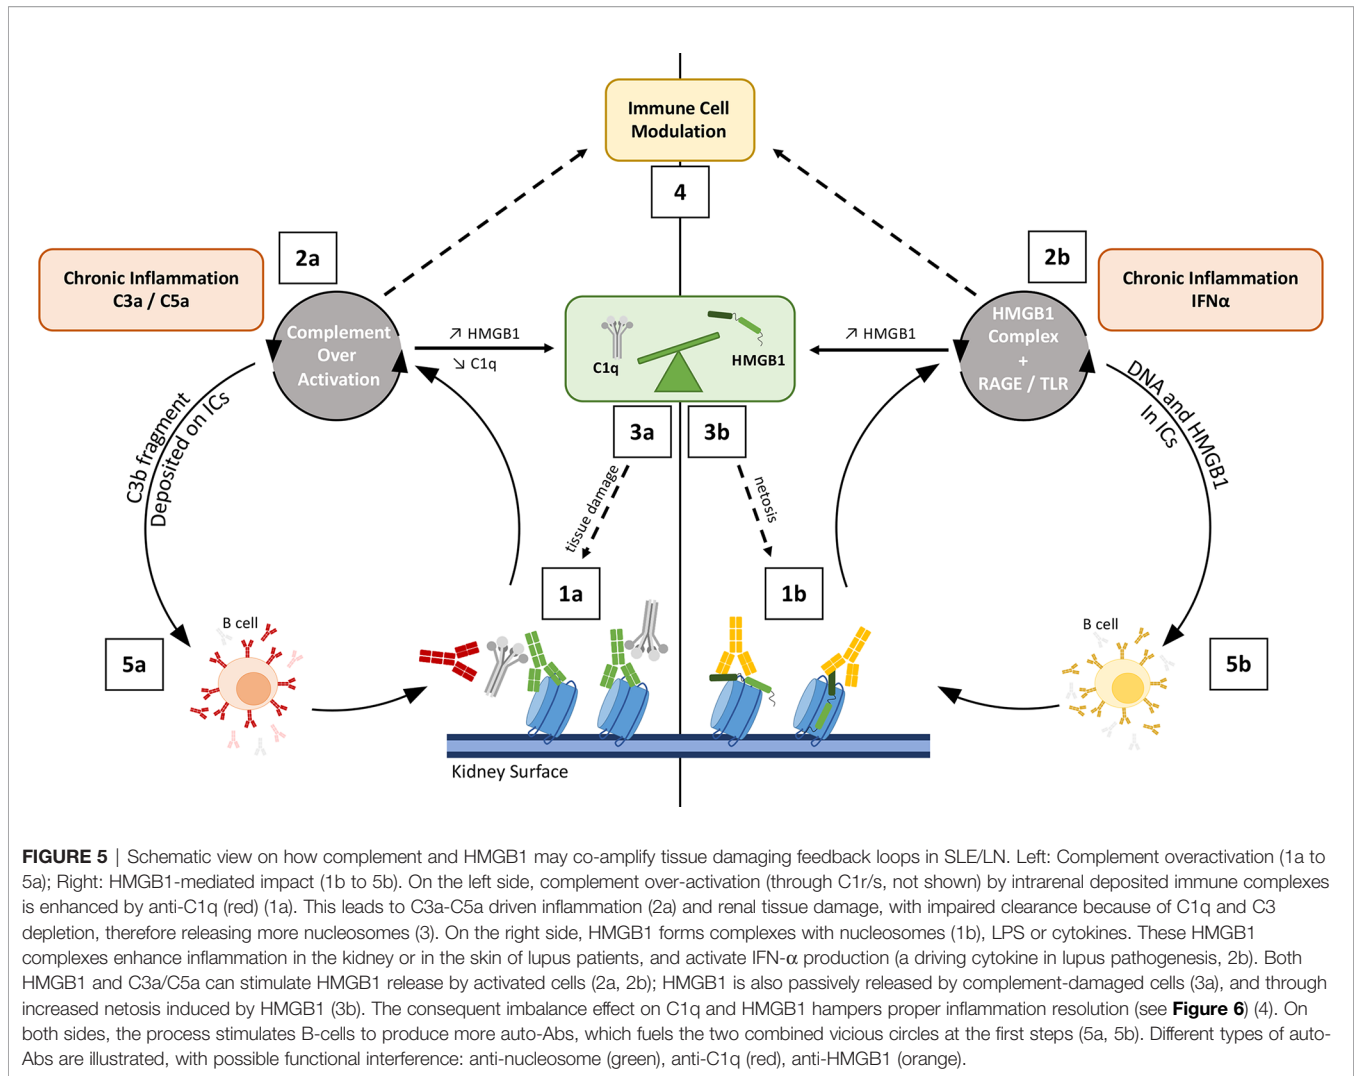 Immune Cell
Modulation
4
2a
2b
Chronic Inflammation
C3a / C5a
Chronic Inflammation
IFNα
Complement
Over
Activation
↗ HMGB1
↘ C1q
C1q
HMGB1
↗ HMGB1
HMGB1
Complex
+
RAGE / TLR
C3b fragment
Deposited on ICs
DNA and HMGB1
In ICs
3a
3b
tissue damage
netosis
1a
1b
B cell
5a
B cell
5b
Kidney Surface
FIGURE 5 | Schematic view on how complement and HMGB1 may co-amplify tissue damaging feedback loops in SLE/LN. Left: Complement overactivation (1a to
5a); Right: HMGB1-mediated impact (1b to 5b). On the left side, complement over-activation (through C1r/s, not shown) by intrarenal deposited immune complexes
is enhanced by anti-C1q (red) (1a). This leads to C3a-C5a driven inflammation (2a) and renal tissue damage, with impaired clearance because of C1q and C3
depletion, therefore releasing more nucleosomes (3). On the right side, HMGB1 forms complexes with nucleosomes (1b), LPS or cytokines. These HMGB1
complexes enhance inflammation in the kidney or in the skin of lupus patients, and activate IFN-α production (a driving cytokine in lupus pathogenesis, 2b). Both
HMGB1 and C3a/C5a can stimulate HMGB1 release by activated cells (2a, 2b); HMGB1 is also passively released by complement-damaged cells (3a), and through
increased netosis induced by HMGB1 (3b). The consequent imbalance effect on C1q and HMGB1 hampers proper inflammation resolution (see Figure 6) (4). On
both sides, the process stimulates B-cells to produce more auto-Abs, which fuels the two combined vicious circles at the first steps (5a, 5b). Different types of auto-
Abs are illustrated, with possible functional interference: anti-nucleosome (green), anti-C1q (red), anti-HMGB1 (orange).